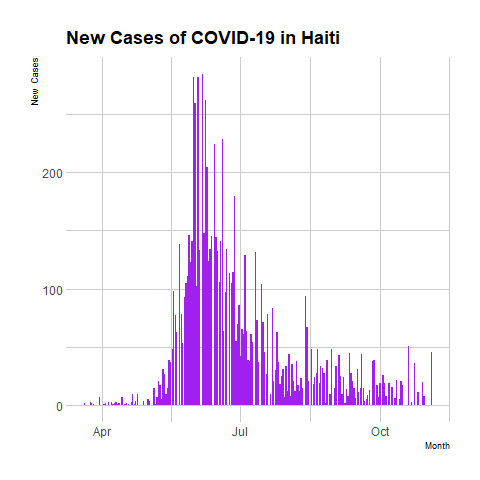 New Cases of COVID-19 in Haiti
New Cases
200
100
0
Apr
Jul
Oct
Month